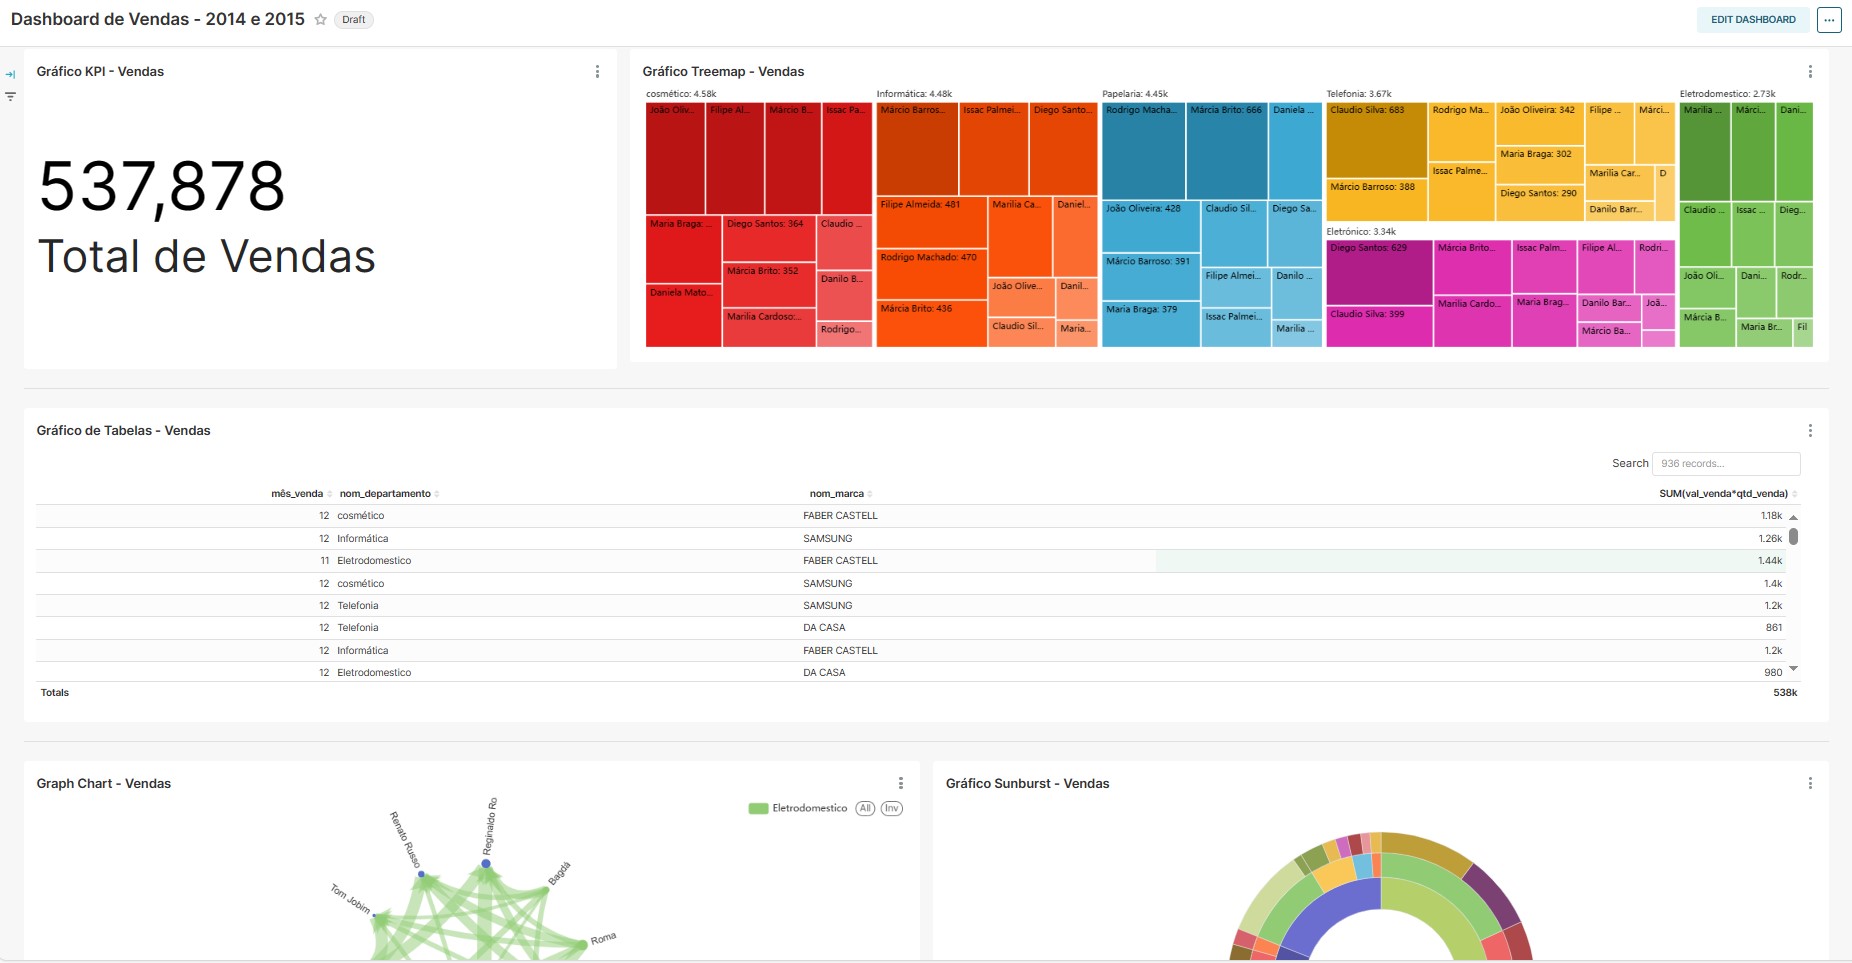 Dashboard de Vendas - 2014 e 2015 Draft EDIT DASHBOARD ...
Gráfico KPI - Vendas
537,878
Total de Vendas
Gráfico Treemap - Vendas
cosmético: 4.58k
João Oliv... Filipe Al... Márcio B... Issac Pa...
Maria Braga: ... Diego Santos: 364 Claudio ...
Márcia Brito: 352
Daniela Mato... Danilo B...
Marilia Cardoso:... Rodrigo...
Informática: 4.48k
Márcio Barros... Issac Palmei... Diego Santo...
Filipe Almeida: 481 Marilia Ca... Daniel...
Rodrigo Machado: 470
João Olive... Danil...
Márcia Brito: 436
Claudio Sil... Maria...
Papelaria: 4.45k
Rodrigo Macha... Márcia Brito: 666 Daniela ...
João Oliveira: 428 Claudio Sil... Diego Sa...
Márcio Barroso: 391
Filipe Almei... Danilo ...
Maria Braga: 379
Issac Palmei... Marilia ...
Telefonia: 3.67k
Claudio Silva: 683 Rodrigo Ma... João Oliveira: 342 Filipe ... Márci...
Maria Braga: 302
Issac Palme... Marilia Car... D
Márcio Barroso: 388 Diego Santos: 290
Danilo Barr...
Eletrónico: 3.34k
Diego Santos: 629 Márcia Brito... Issac Palm... Filipe Al... Rodri...
Marilia Cardo... Maria Brag... Danilo Bar... Joã...
Claudio Silva: 399
Márcio Ba...
Eletrodomestico: 2.73k
Marilia ... Márci... Dani...
Claudio ... Issac ... Dieg...
João Oli... Dani... Rodr...
Márcia B... Maria Br... Fil
Gráfico de Tabelas - Vendas
Search 936 records...
mês_venda nom_departamento nom_marca SUM(val_venda*qtd_venda)
12 cosmético FABER CASTELL 1.18k
12 Informática SAMSUNG 1.26k
11 Eletrodomestico FABER CASTELL 1.44k
12 cosmético SAMSUNG 1.4k
12 Telefonia SAMSUNG 1.2k
12 Telefonia DA CASA 861
12 Informática FABER CASTELL 1.2k
12 Eletrodomestico DA CASA 980
Totals 538k
Graph Chart - Vendas
Eletrodomestico All Inv
Renato Russo
Reginaldo Ro
Bagdá
Tom Jobim
Roma
Gráfico Sunburst - Vendas